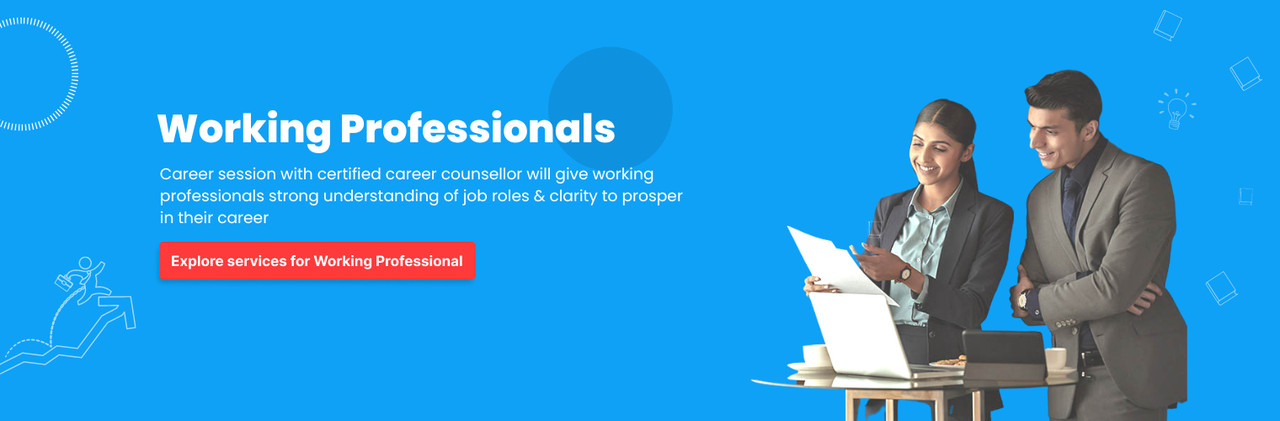 Working Professionals
Career session with certified career counsellor will give working
professionals strong understanding of job roles & clarity to prosper
in their career
Explore services for Working Professional